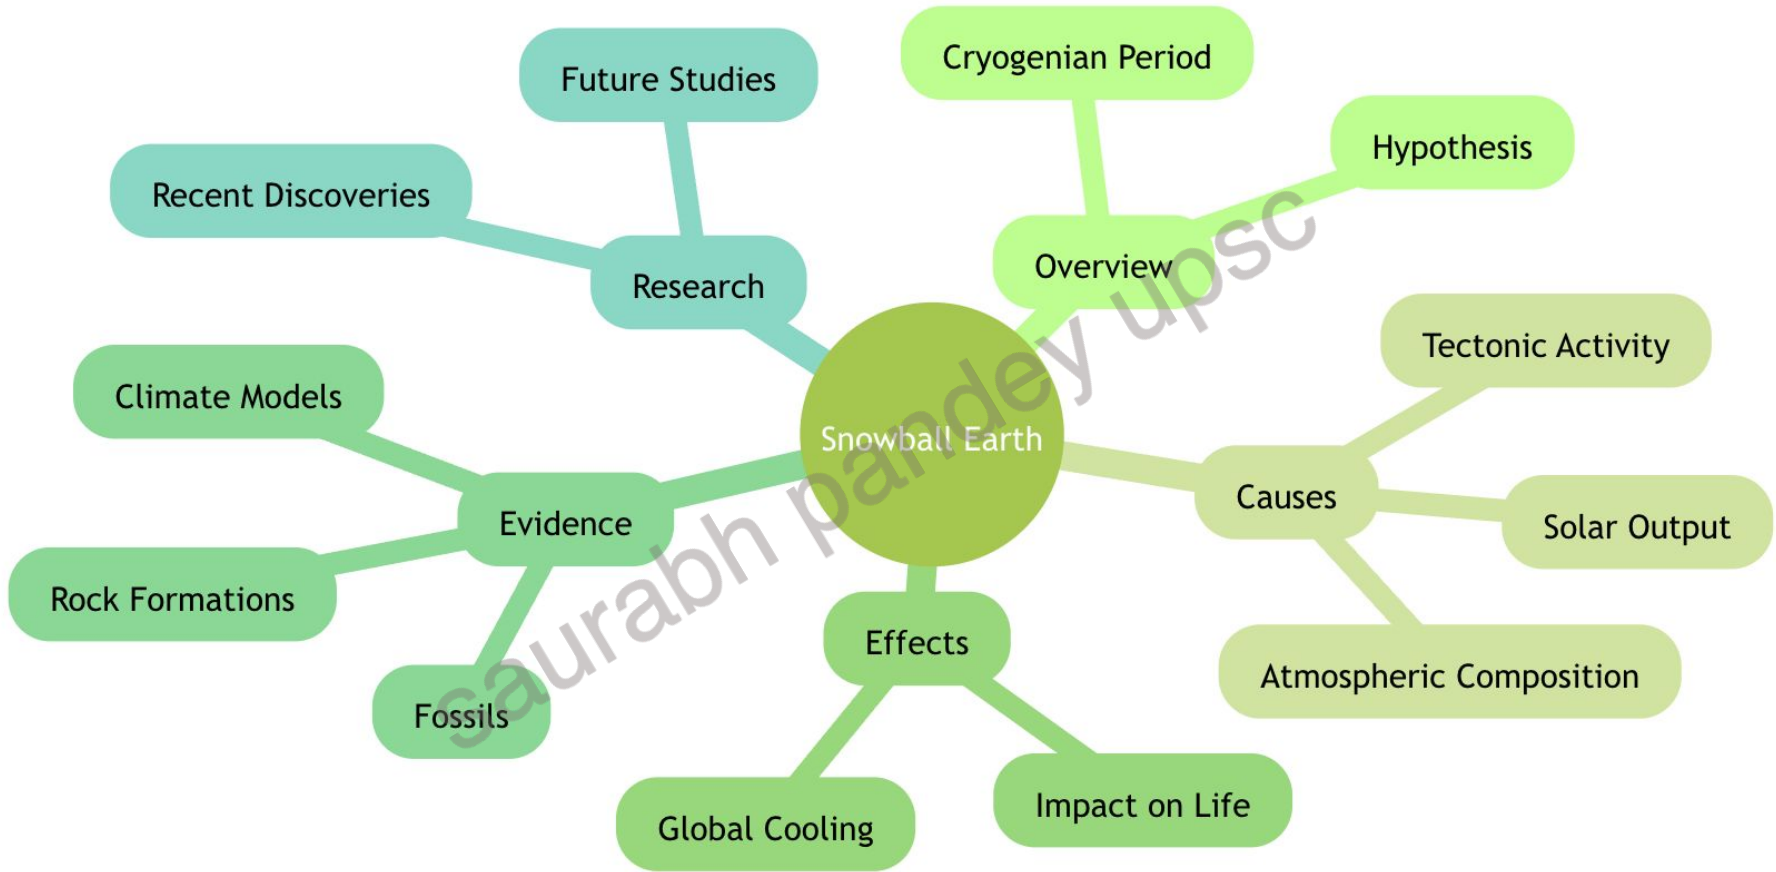 Cryogenian Period
Future Studies
Hypothesis
Recent Discoveries
Overview
Research
Tectonic Activity
Climate Models
Snowball Earth
Causes
Evidence
Solar Output
Rock Formations
Effects
Atmospheric Composition
Fossils
Impact on Life
Global Cooling
saurabh pandey upsc